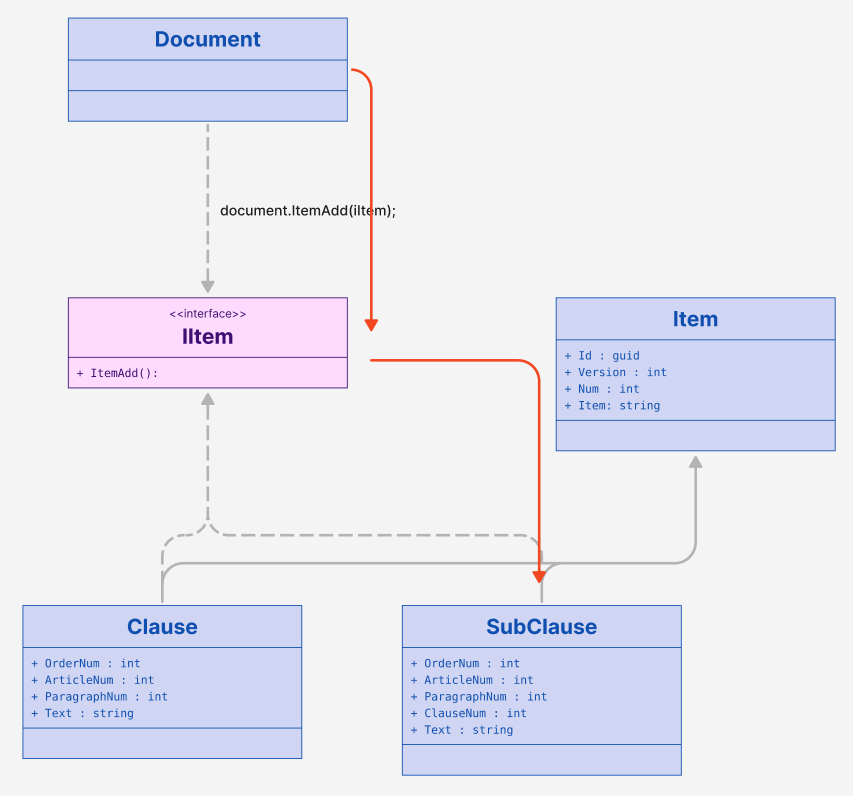 Document
document.ItemAdd(iItem);
<<interface>>
IItem
+ ItemAdd():
Item
+ Id : guid
+ Version : int
+ Num : int
+ Item: string
Clause
+ OrderNum : int
+ ArticleNum : int
+ ParagraphNum : int
+ Text : string
SubClause
+ OrderNum : int
+ ArticleNum : int
+ ParagraphNum : int
+ ClauseNum : int
+ Text : string